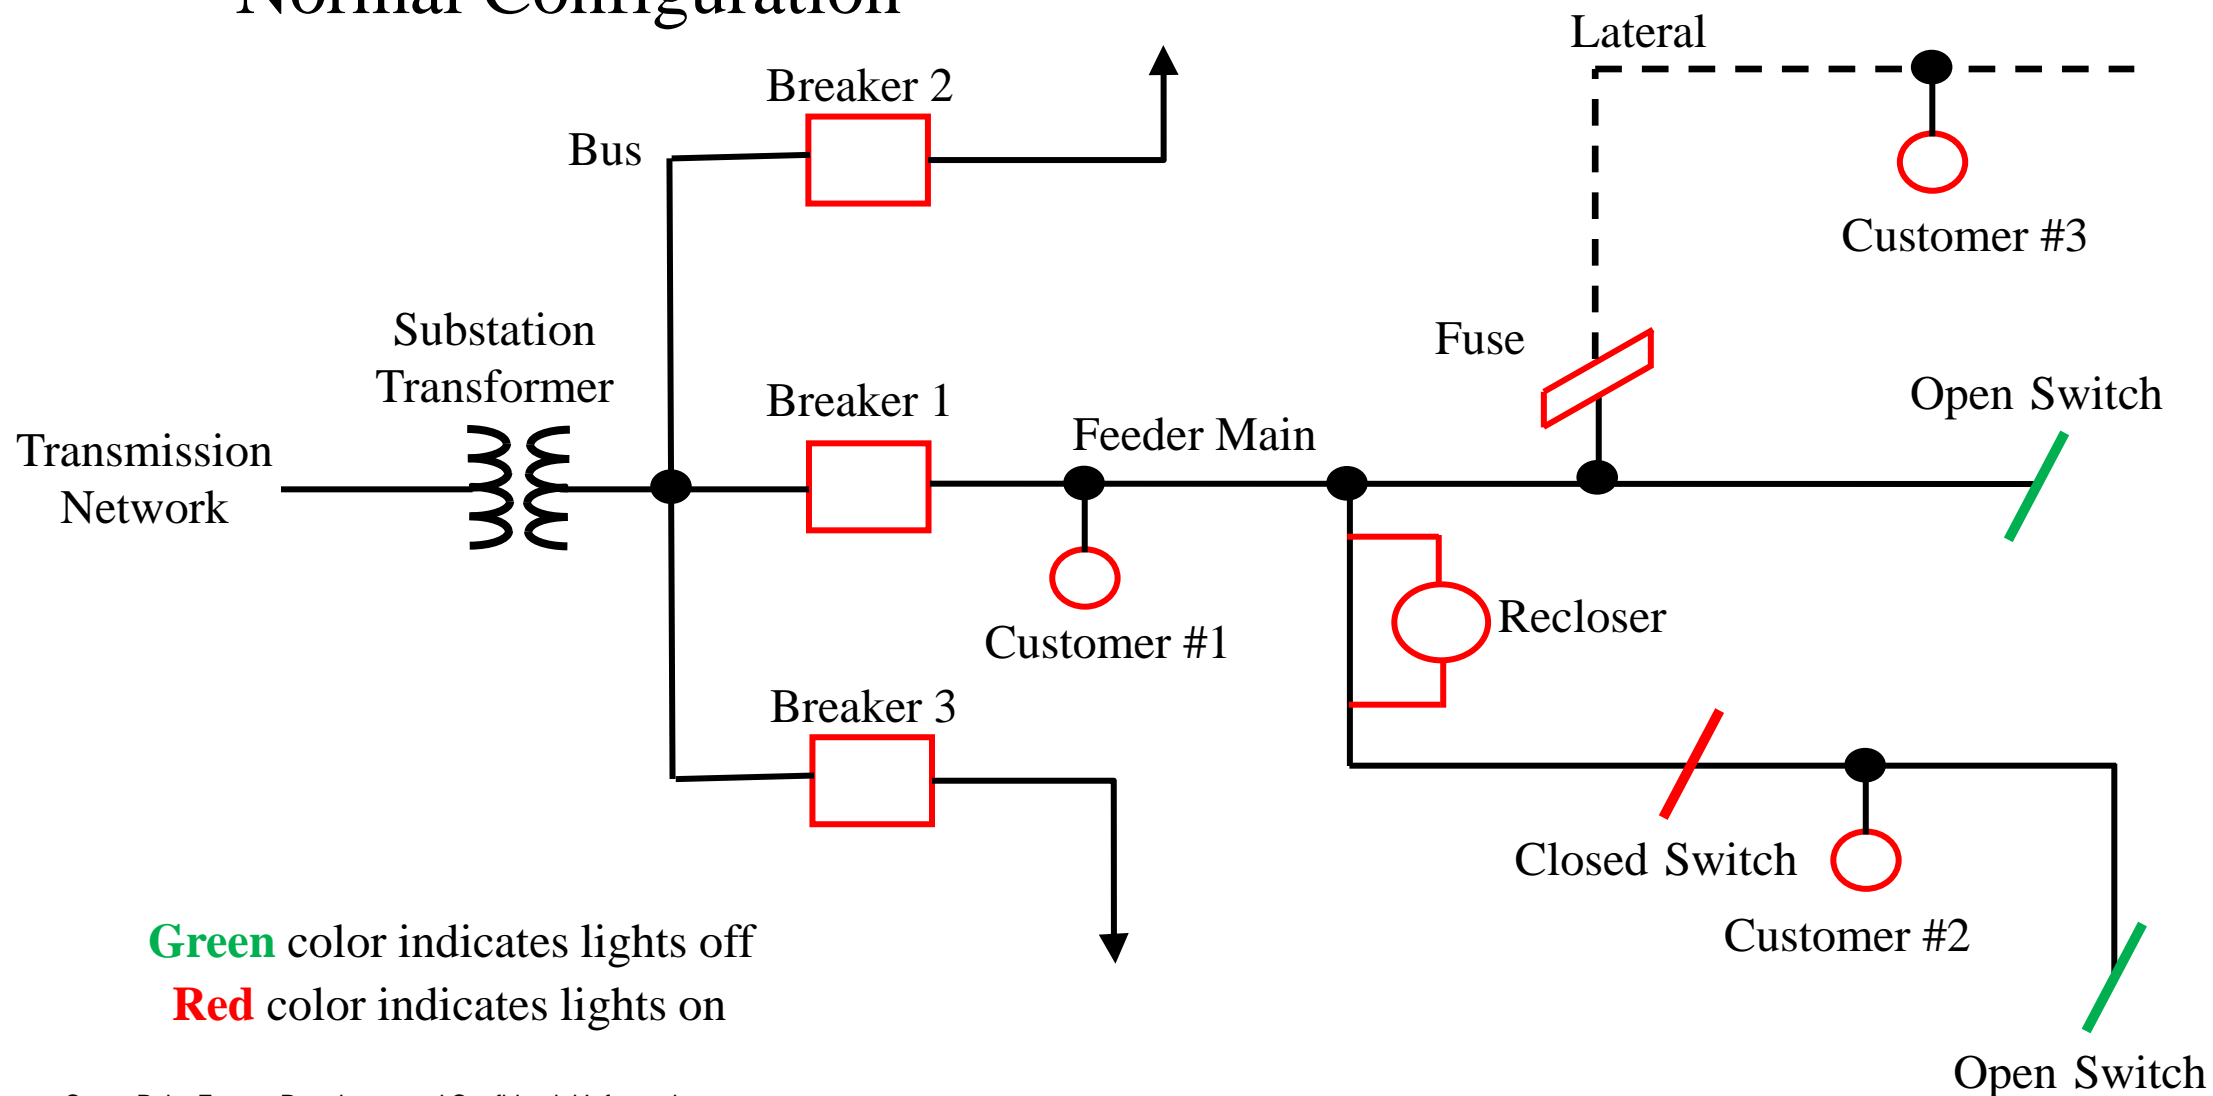 Normal Configuration
Lateral
Breaker 2
Bus
Customer #3
Substation
Transformer
Fuse
Breaker 1
Open Switch
Feeder Main
Transmission
Network
Recloser
Customer #1
Breaker 3
Closed Switch
Customer #2
Green color indicates lights off
Red color indicates lights on
Open Switch